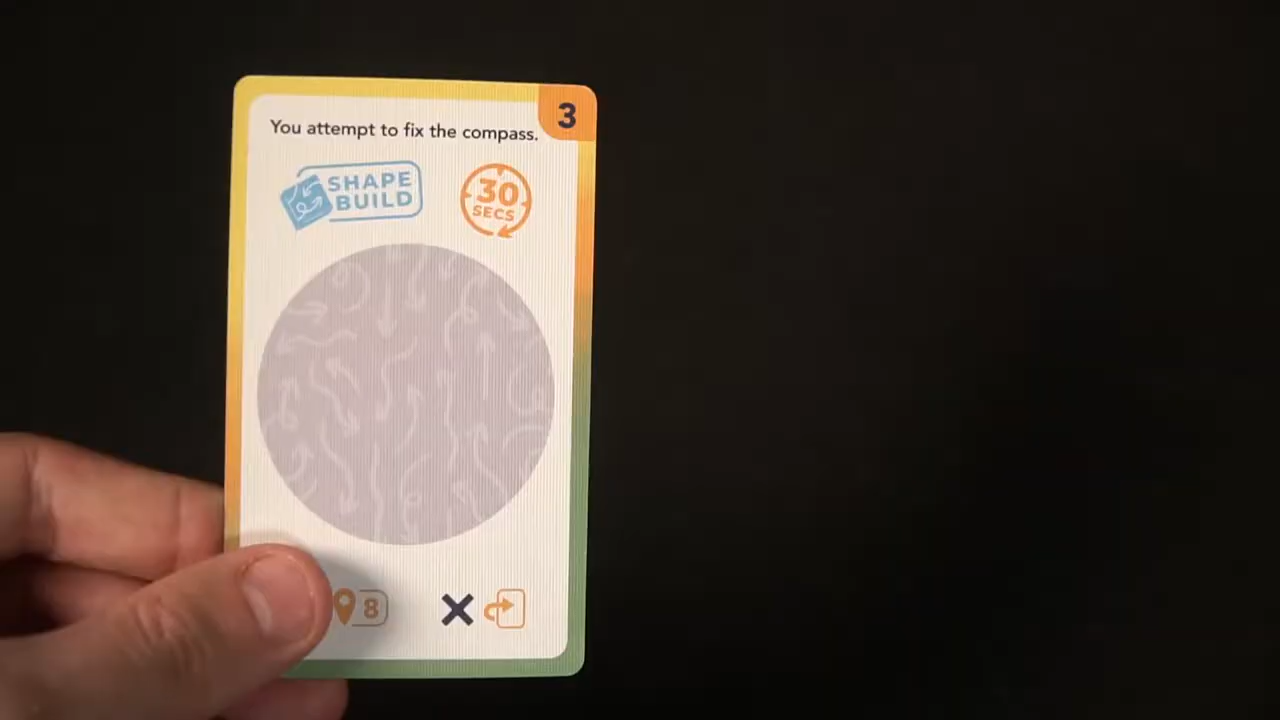 3
You attempt to fix the compass.
SHAPE
BUILD
30
SECS
8